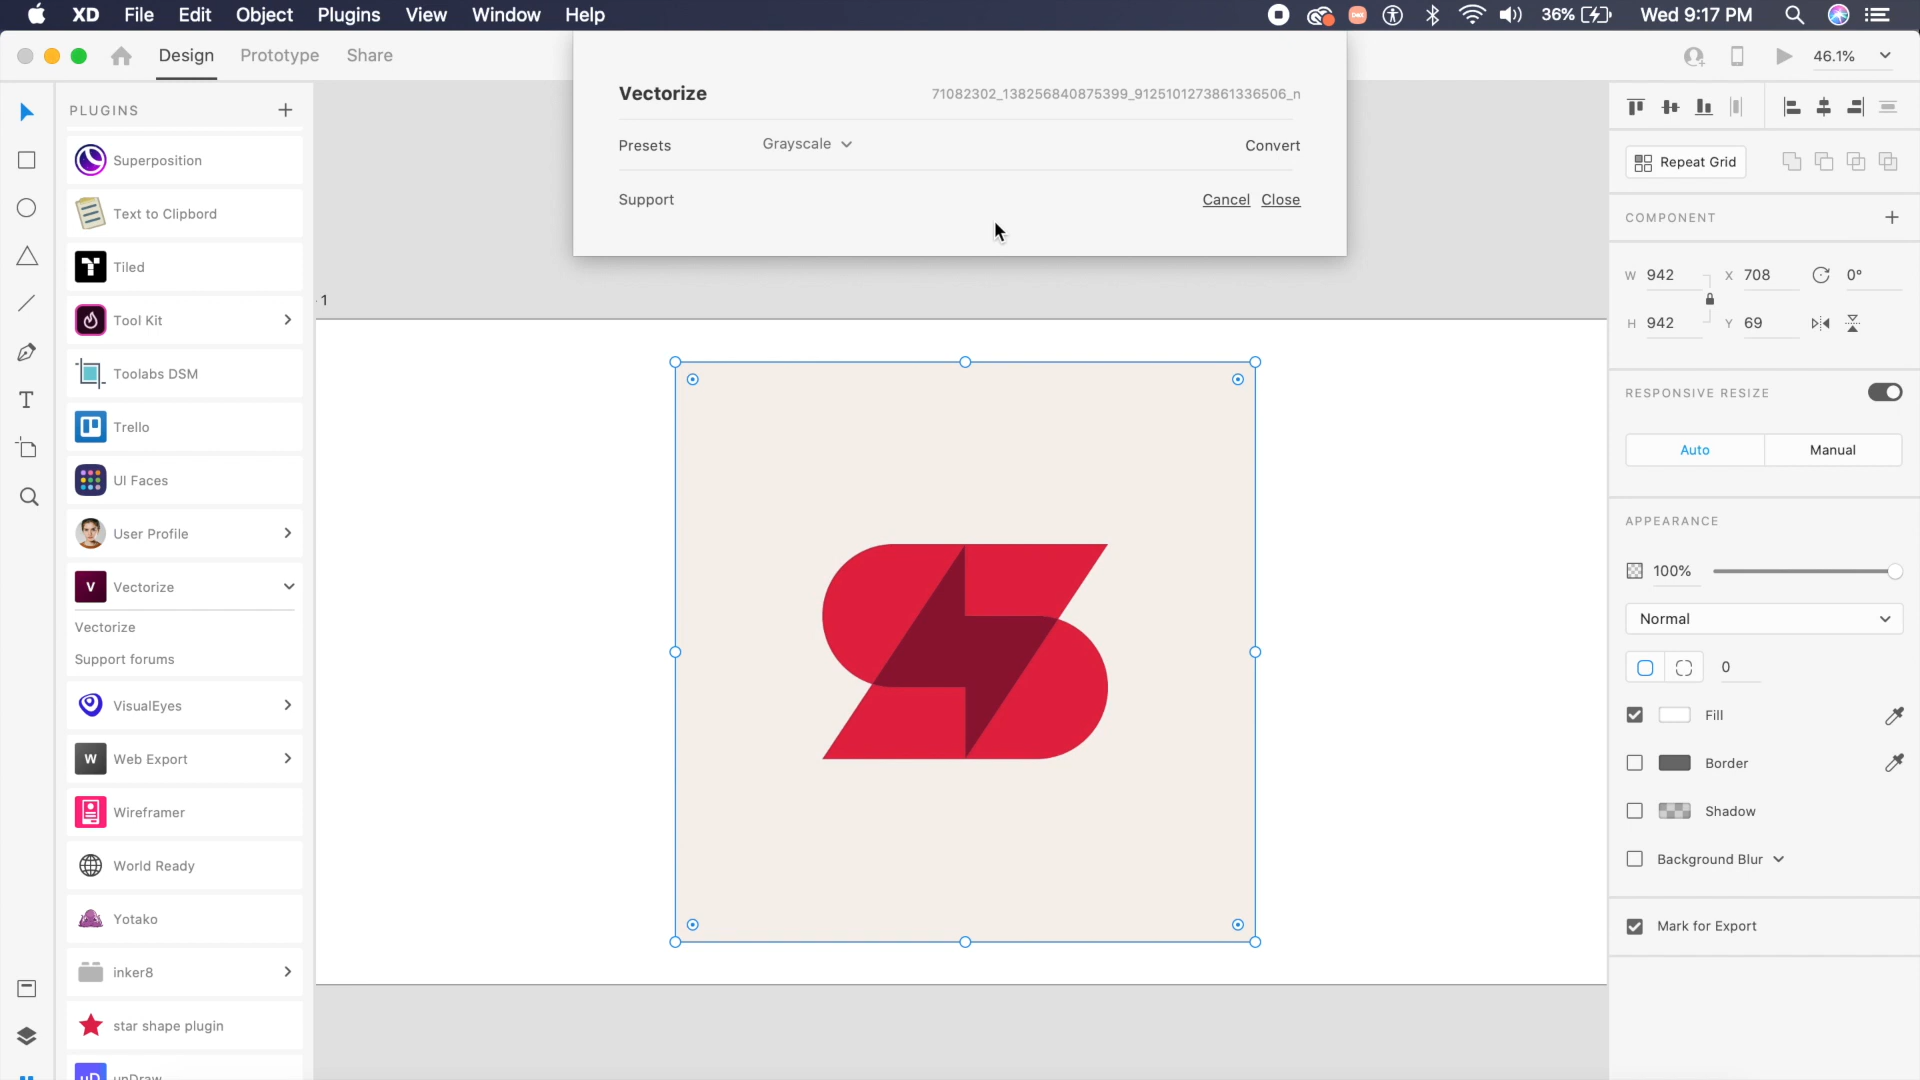 XD File Edit Object Plugins View Window Help
36% Wed 9:17 PM
Design Prototype Share
46.1%
PLUGINS
Superposition
Text to Clipbord
Tiled
Tool Kit
Toolabs DSM
Trello
UI Faces
User Profile
V Vectorize
Vectorize
Support forums
VisualEyes
W Web Export
Wireframer
World Ready
Yotako
inker8
star shape plugin
Vectorize 71082302_138256840875399_9125101273861336506_n
Presets Grayscale Convert
Support Cancel Close
1
Repeat Grid
COMPONENT
W 942 X 708 0°
H 942 Y 69
RESPONSIVE RESIZE
Auto Manual
APPEARANCE
100%
Normal
0
Fill
Border
Shadow
Background Blur
Mark for Export